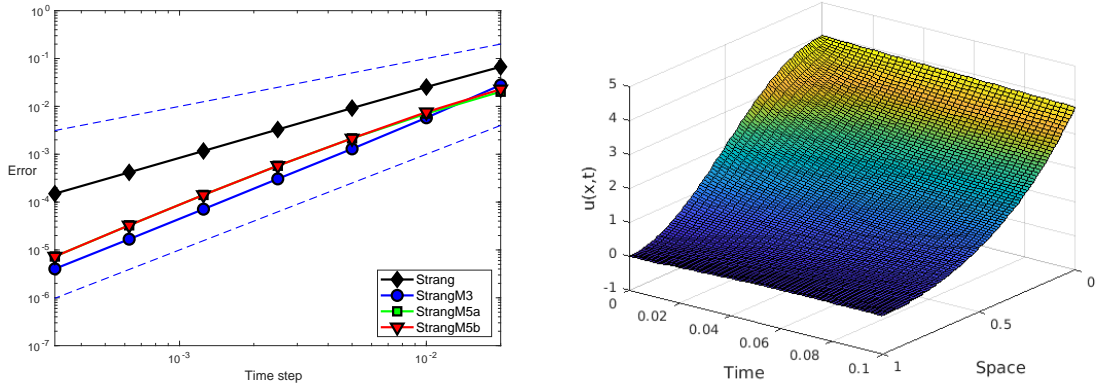 10^0
10^-1
10^-2
10^-3
Error
10^-4
10^-5
10^-6
10^-7
10^-3
10^-2
Time step
Strang
StrangM3
StrangM5a
StrangM5b
5
4
3
2
1
0
-1
u(x,t)
0
0.02
0.04
0.06
0.08
0.1
Time
0
0.5
1
Space